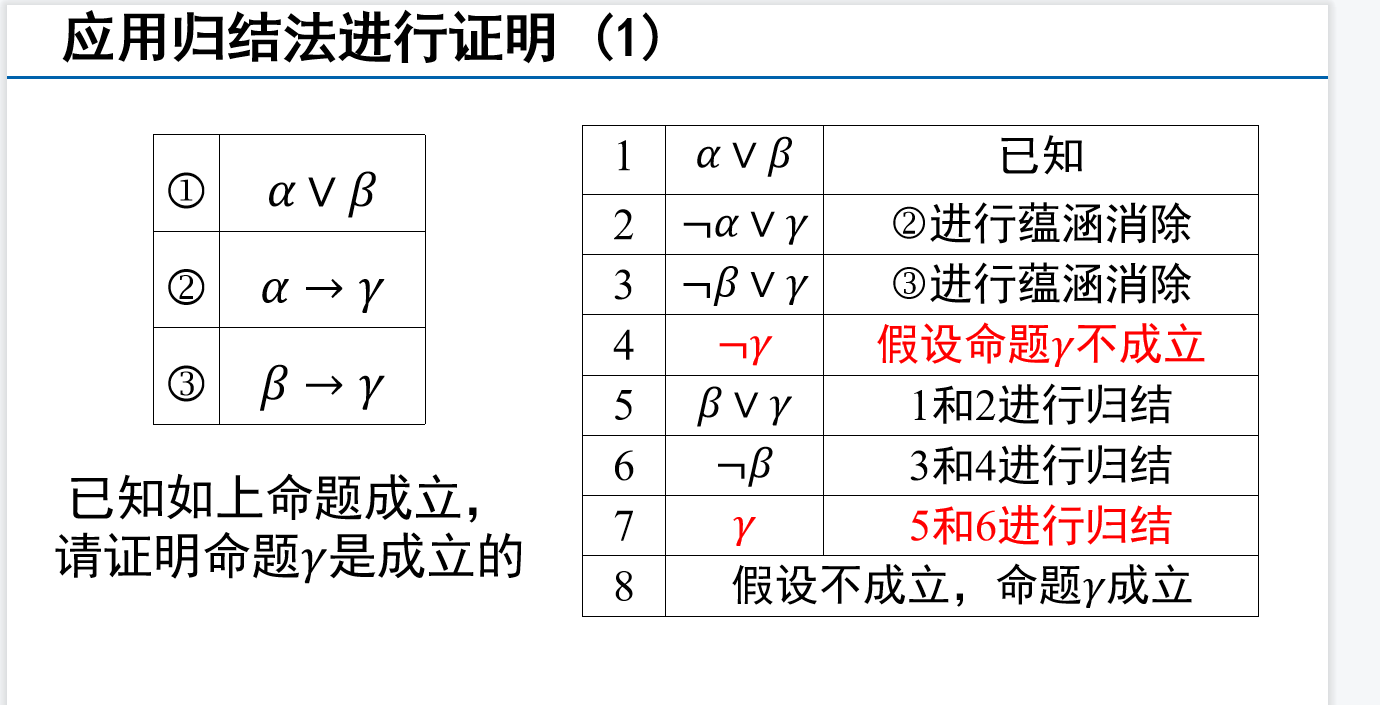 应用归结法进行证明（1）
① α ∨ β
② α → γ
③ β → γ
已知如上命题成立，
请证明命题γ是成立的
1 α ∨ β 已知
2 ¬α ∨ γ ②进行蕴涵消除
3 ¬β ∨ γ ③进行蕴涵消除
4 ¬γ 假设命题γ不成立
5 β ∨ γ 1和2进行归结
6 ¬β 3和4进行归结
7 γ 5和6进行归结
8 假设不成立，命题γ成立